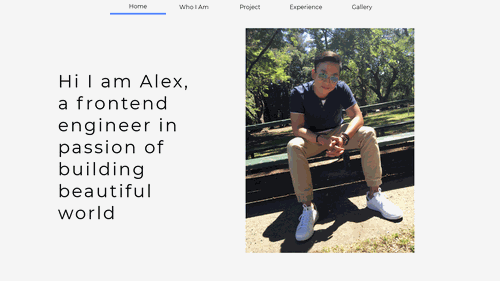 Home Who I Am Project Experience Gallery
Hi I am Alex,
a frontend
engineer in
passion of
building
beautiful
world